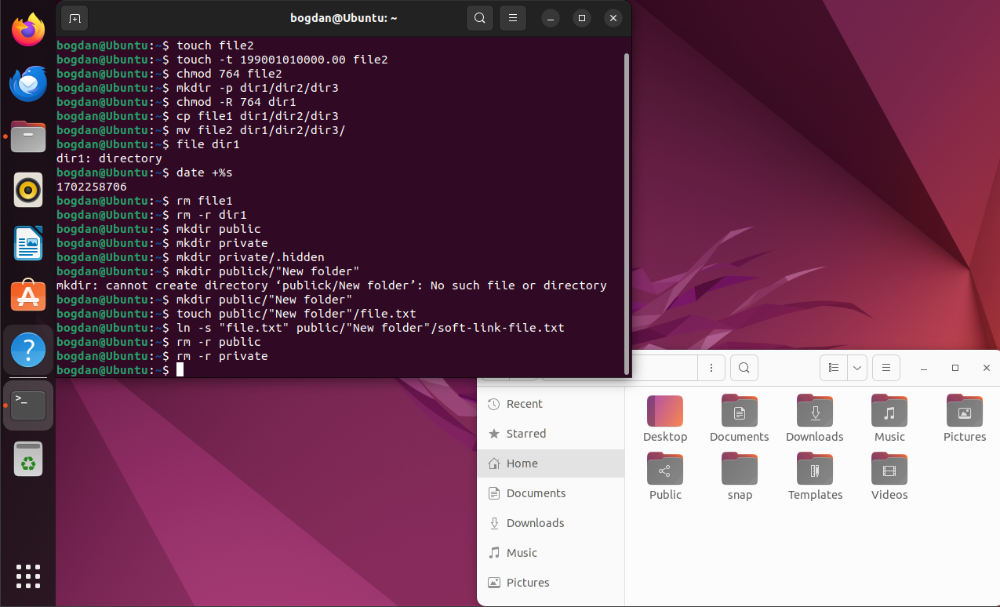 bogdan@Ubuntu: ~
bogdan@Ubuntu:~$ touch file2
bogdan@Ubuntu:~$ touch -t 199001010000.00 file2
bogdan@Ubuntu:~$ chmod 764 file2
bogdan@Ubuntu:~$ mkdir -p dir1/dir2/dir3
bogdan@Ubuntu:~$ chmod -R 764 dir1
bogdan@Ubuntu:~$ cp file1 dir1/dir2/dir3
bogdan@Ubuntu:~$ mv file2 dir1/dir2/dir3/
bogdan@Ubuntu:~$ file dir1
dir1: directory
bogdan@Ubuntu:~$ date +%s
1702258706
bogdan@Ubuntu:~$ rm file1
bogdan@Ubuntu:~$ rm -r dir1
bogdan@Ubuntu:~$ mkdir public
bogdan@Ubuntu:~$ mkdir private
bogdan@Ubuntu:~$ mkdir private/.hidden
bogdan@Ubuntu:~$ mkdir publick/"New folder"
mkdir: cannot create directory ‘publick/New folder’: No such file or directory
bogdan@Ubuntu:~$ mkdir public/"New folder"
bogdan@Ubuntu:~$ touch public/"New folder"/file.txt
bogdan@Ubuntu:~$ ln -s "file.txt" public/"New folder"/soft-link-file.txt
bogdan@Ubuntu:~$ rm -r public
bogdan@Ubuntu:~$ rm -r private
bogdan@Ubuntu:~$
Recent
Starred
Home
Documents
Downloads
Music
Pictures
Desktop Documents Downloads Music Pictures
Public snap Templates Videos